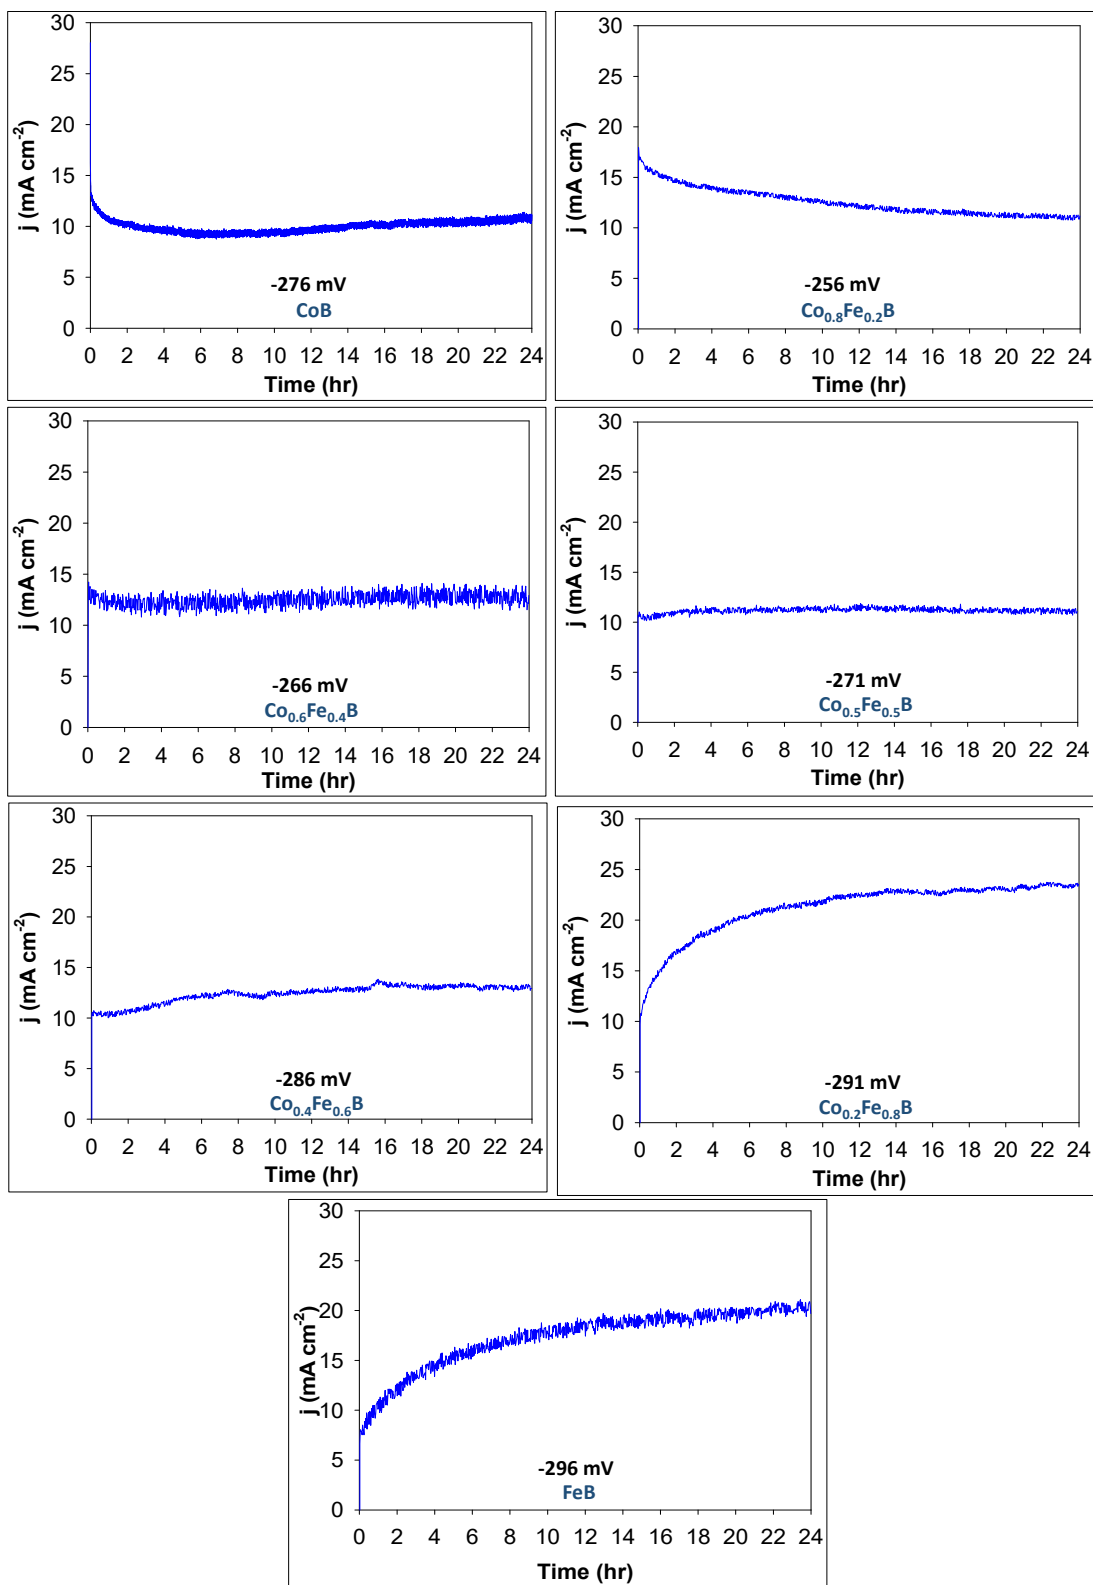 30
25
20
15
10
5
0
j (mA cm-2)
-276 mV
CoB
0 2 4 6 8 10 12 14 16 18 20 22 24
Time (hr)
30
25
20
15
10
5
0
j (mA cm-2)
-256 mV
Co0.8Fe0.2B
0 2 4 6 8 10 12 14 16 18 20 22 24
Time (hr)
30
25
20
15
10
5
0
j (mA cm-2)
-266 mV
Co0.6Fe0.4B
0 2 4 6 8 10 12 14 16 18 20 22 24
Time (hr)
30
25
20
15
10
5
0
j (mA cm-2)
-271 mV
Co0.5Fe0.5B
0 2 4 6 8 10 12 14 16 18 20 22 24
Time (hr)
30
25
20
15
10
5
0
j (mA cm-2)
-286 mV
Co0.4Fe0.6B
0 2 4 6 8 10 12 14 16 18 20 22 24
Time (hr)
30
25
20
15
10
5
0
j (mA cm-2)
-291 mV
Co0.2Fe0.8B
0 2 4 6 8 10 12 14 16 18 20 22 24
Time (hr)
30
25
20
15
10
5
0
j (mA cm-2)
-296 mV
FeB
0 2 4 6 8 10 12 14 16 18 20 22 24
Time (hr)